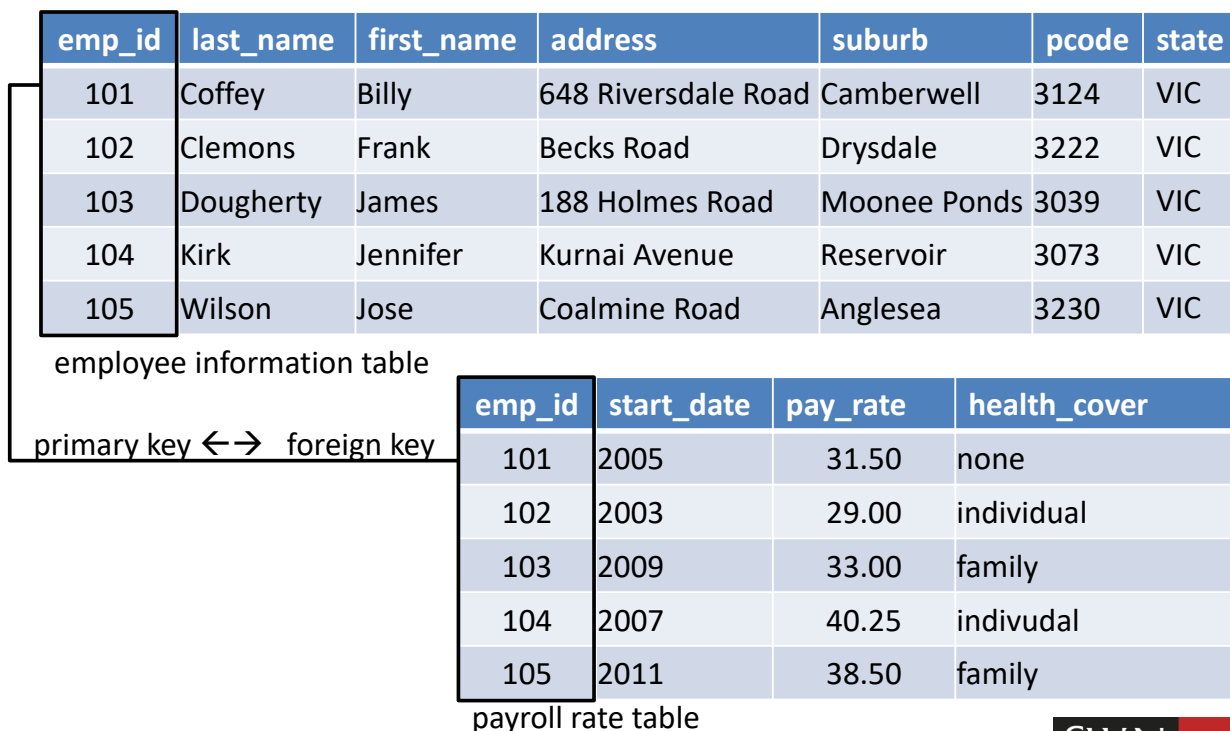 emp_id last_name first_name address suburb pcode state
101 Coffey Billy 648 Riversdale Road Camberwell 3124 VIC
102 Clemons Frank Becks Road Drysdale 3222 VIC
103 Dougherty James 188 Holmes Road Moonee Ponds 3039 VIC
104 Kirk Jennifer Kurnai Avenue Reservoir 3073 VIC
105 Wilson Jose Coalmine Road Anglesea 3230 VIC
employee information table
emp_id start_date pay_rate health_cover
primary key ←→ foreign key
101 2005 31.50 none
102 2003 29.00 individual
103 2009 33.00 family
104 2007 40.25 indivudal
105 2011 38.50 family
payroll rate table